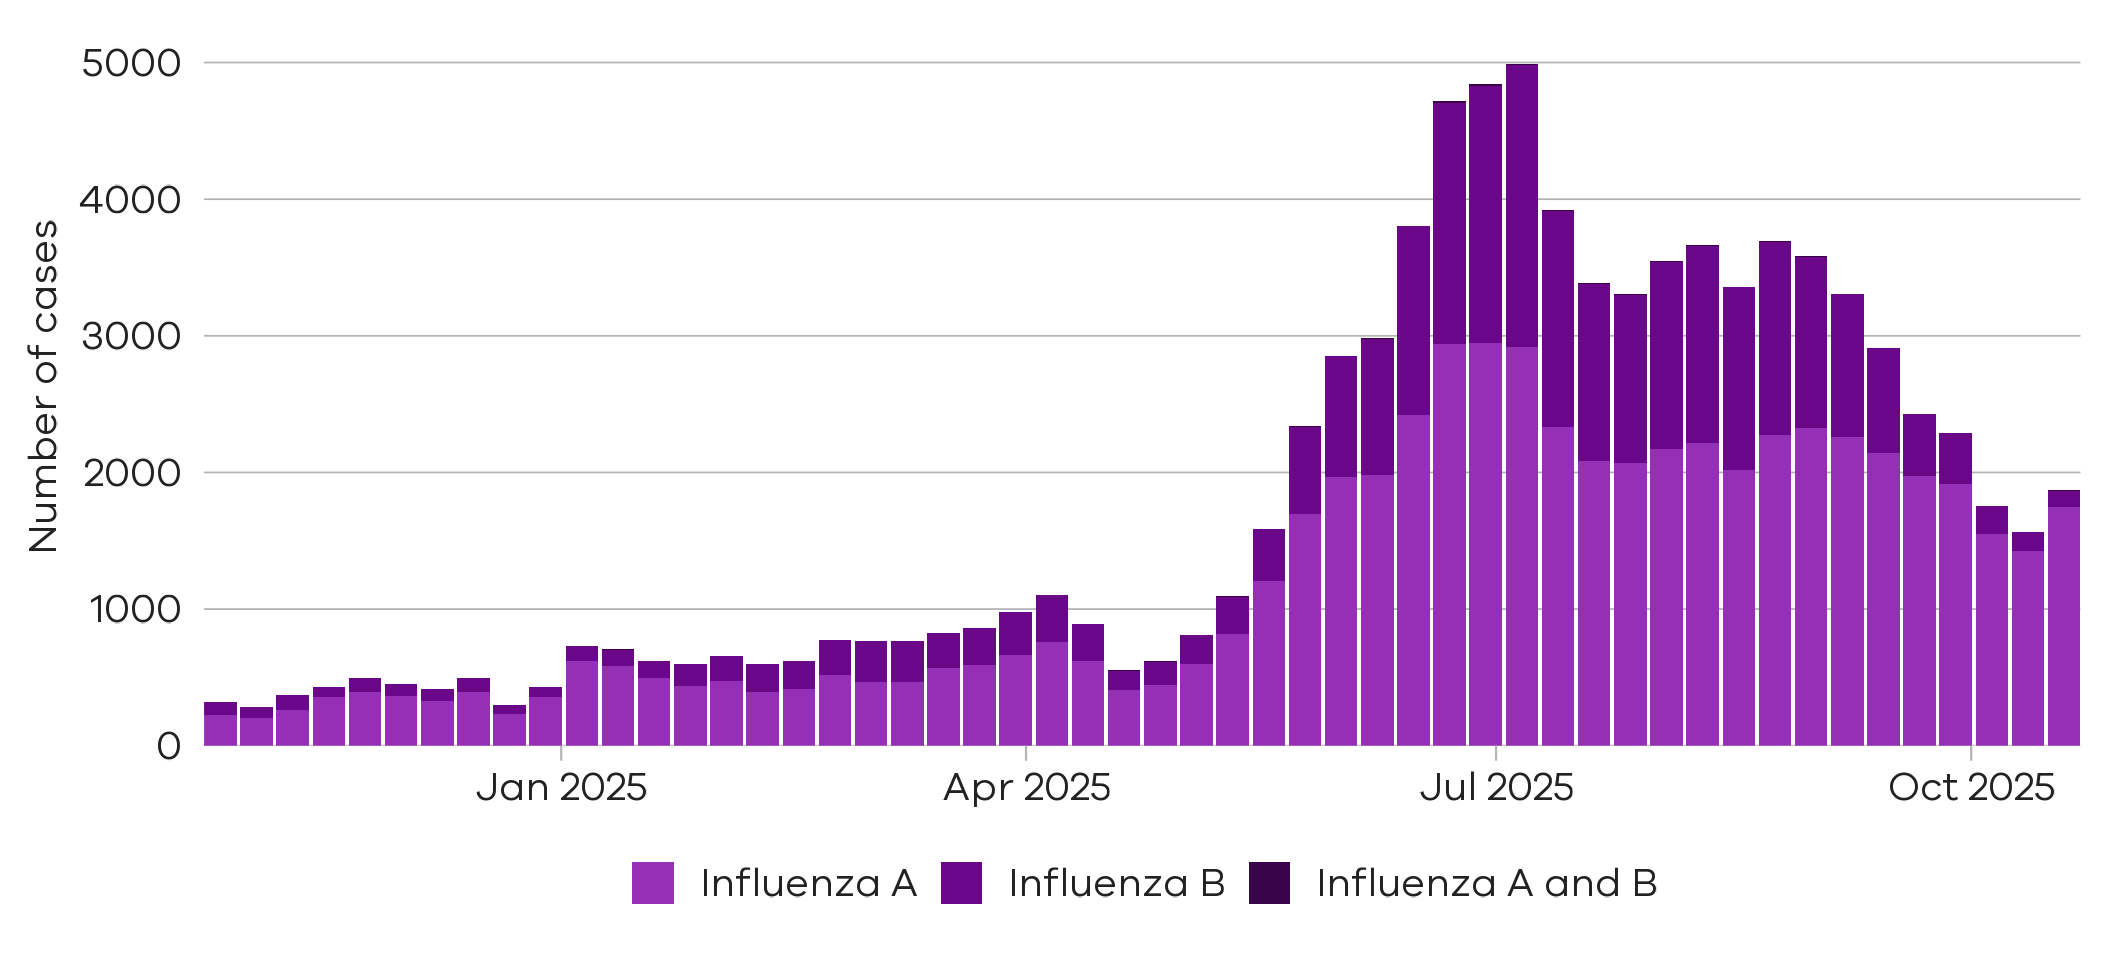 Number of cases
5000
4000
3000
2000
1000
0
Jan 2025 Apr 2025 Jul 2025 Oct 2025
Influenza A Influenza B Influenza A and B